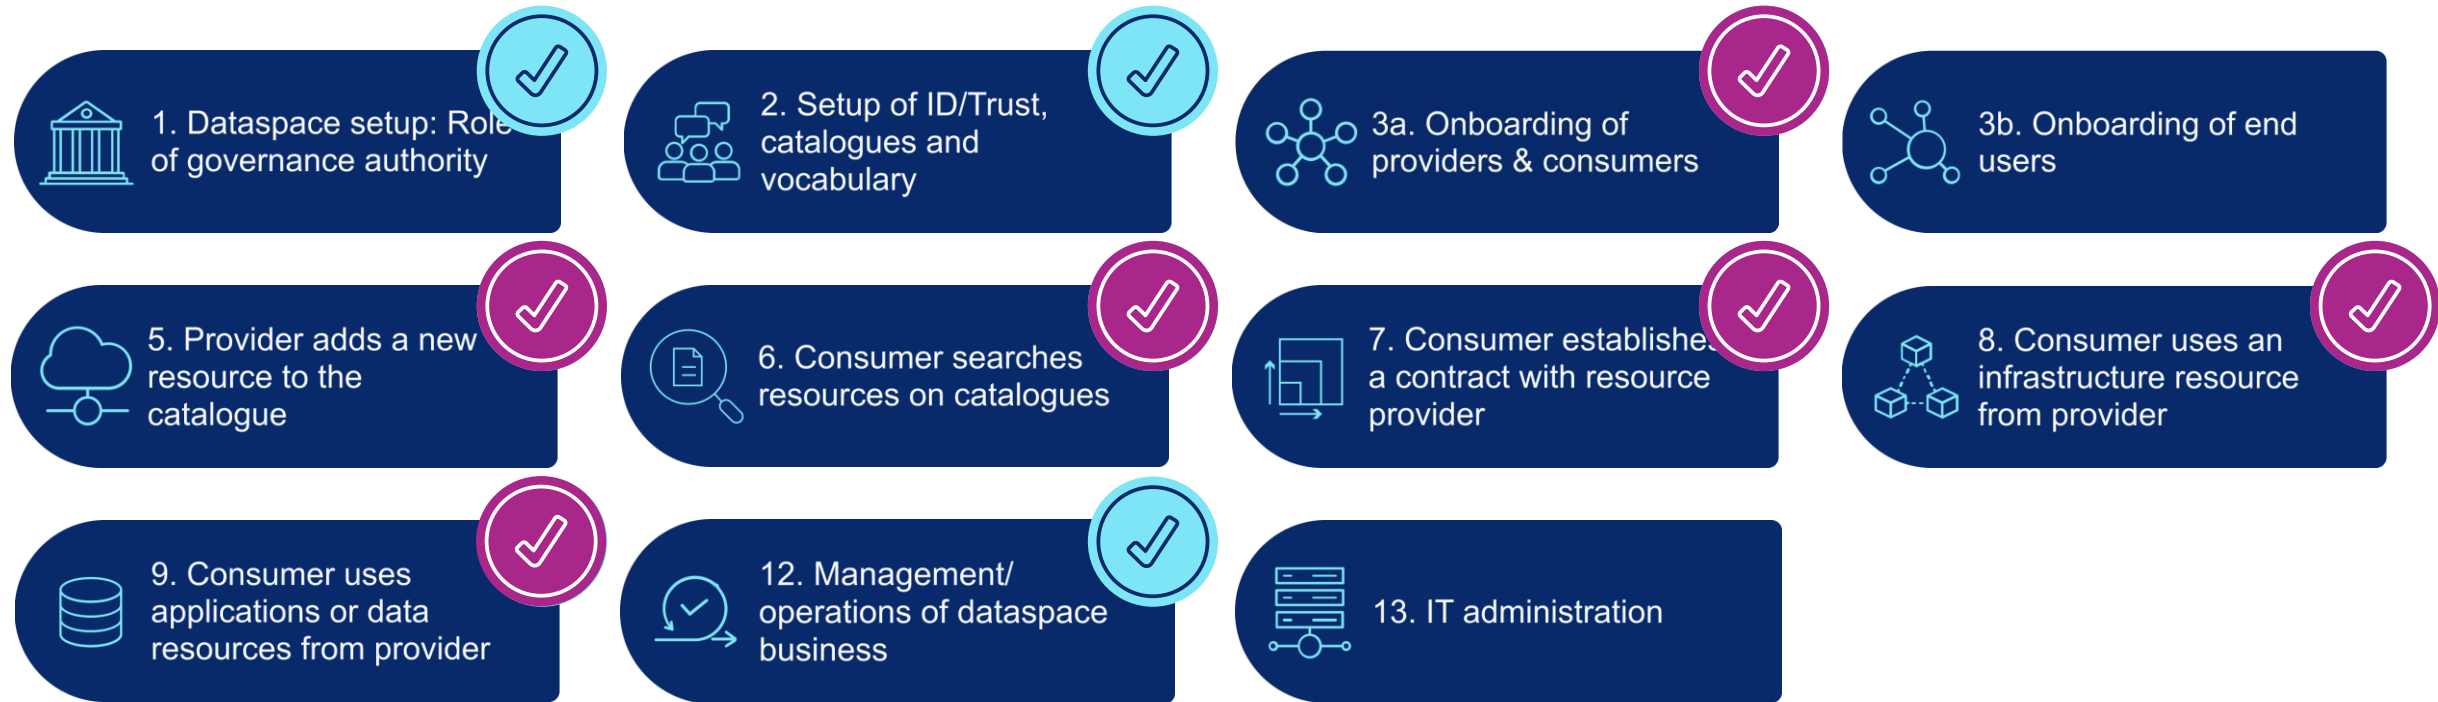 1. Dataspace setup: Role
of governance authority
2. Setup of ID/Trust,
catalogues and
vocabulary
3a. Onboarding of
providers & consumers
3b. Onboarding of end
users
5. Provider adds a new
resource to the
catalogue
6. Consumer searches
resources on catalogues
7. Consumer establishes
a contract with resource
provider
8. Consumer uses an
infrastructure resource
from provider
9. Consumer uses
applications or data
resources from provider
12. Management/
operations of dataspace
business
13. IT administration